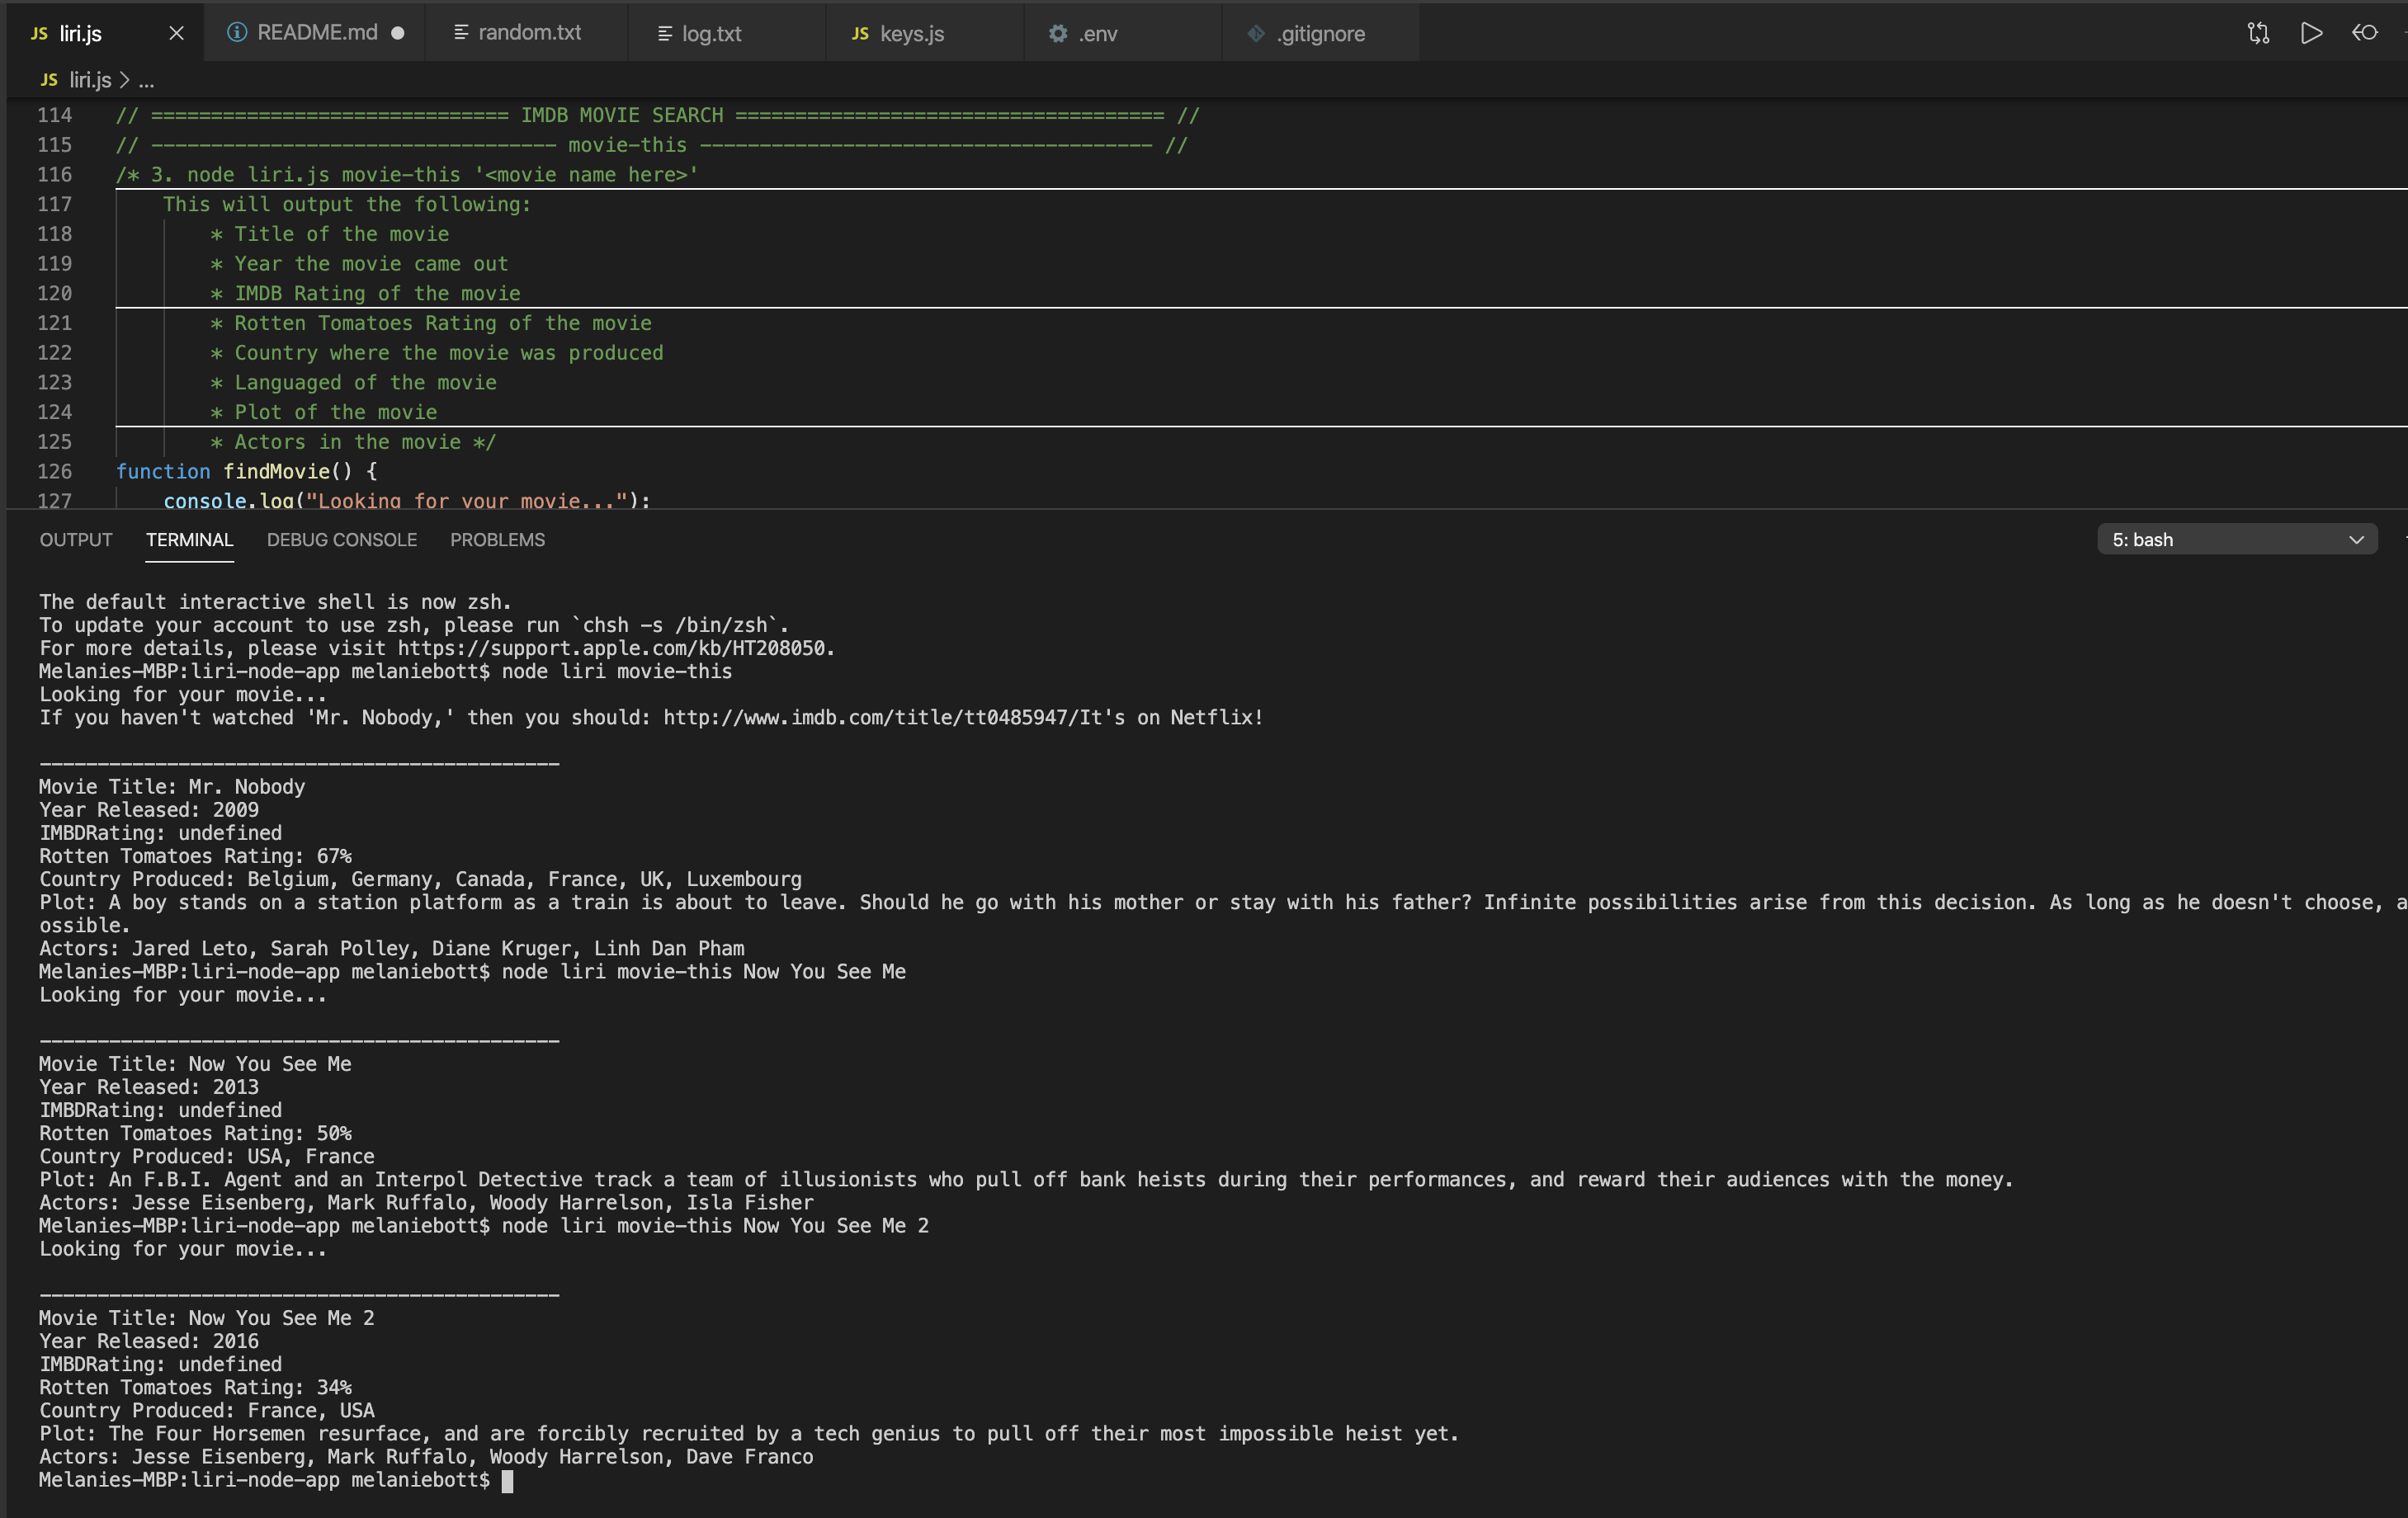 JS liri.js
README.md
random.txt
log.txt
JS keys.js
.env
.gitignore
JS liri.js > ...
114 // ============================== IMDB MOVIE SEARCH ==================================== //
115 // ---------------------------------- movie-this -------------------------------------- //
116 /* 3. node liri.js movie-this '<movie name here>'
117 This will output the following:
118 * Title of the movie
119 * Year the movie came out
120 * IMDB Rating of the movie
121 * Rotten Tomatoes Rating of the movie
122 * Country where the movie was produced
123 * Languaged of the movie
124 * Plot of the movie
125 * Actors in the movie */
126 function findMovie() {
127 console.log("Looking for your movie...");
OUTPUT TERMINAL DEBUG CONSOLE PROBLEMS
5: bash
The default interactive shell is now zsh.
To update your account to use zsh, please run `chsh -s /bin/zsh`.
For more details, please visit https://support.apple.com/kb/HT208050.
Melanies-MBP:liri-node-app melaniebott$ node liri movie-this
Looking for your movie...
If you haven't watched 'Mr. Nobody,' then you should: http://www.imdb.com/title/tt0485947/It's on Netflix!
---------------------------------------------
Movie Title: Mr. Nobody
Year Released: 2009
IMBDRating: undefined
Rotten Tomatoes Rating: 67%
Country Produced: Belgium, Germany, Canada, France, UK, Luxembourg
Plot: A boy stands on a station platform as a train is about to leave. Should he go with his mother or stay with his father? Infinite possibilities arise from this decision. As long as he doesn't choose, a
ossible.
Actors: Jared Leto, Sarah Polley, Diane Kruger, Linh Dan Pham
Melanies-MBP:liri-node-app melaniebott$ node liri movie-this Now You See Me
Looking for your movie...
---------------------------------------------
Movie Title: Now You See Me
Year Released: 2013
IMBDRating: undefined
Rotten Tomatoes Rating: 50%
Country Produced: USA, France
Plot: An F.B.I. Agent and an Interpol Detective track a team of illusionists who pull off bank heists during their performances, and reward their audiences with the money.
Actors: Jesse Eisenberg, Mark Ruffalo, Woody Harrelson, Isla Fisher
Melanies-MBP:liri-node-app melaniebott$ node liri movie-this Now You See Me 2
Looking for your movie...
---------------------------------------------
Movie Title: Now You See Me 2
Year Released: 2016
IMBDRating: undefined
Rotten Tomatoes Rating: 34%
Country Produced: France, USA
Plot: The Four Horsemen resurface, and are forcibly recruited by a tech genius to pull off their most impossible heist yet.
Actors: Jesse Eisenberg, Mark Ruffalo, Woody Harrelson, Dave Franco
Melanies-MBP:liri-node-app melaniebott$